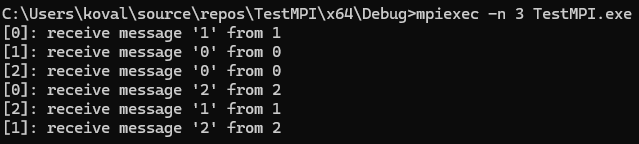 C:\Users\koval\source\repos\TestMPI\x64\Debug>mpiexec -n 3 TestMPI.exe
[0]: receive message '1' from 1
[1]: receive message '0' from 0
[2]: receive message '0' from 0
[0]: receive message '2' from 2
[2]: receive message '1' from 1
[1]: receive message '2' from 2